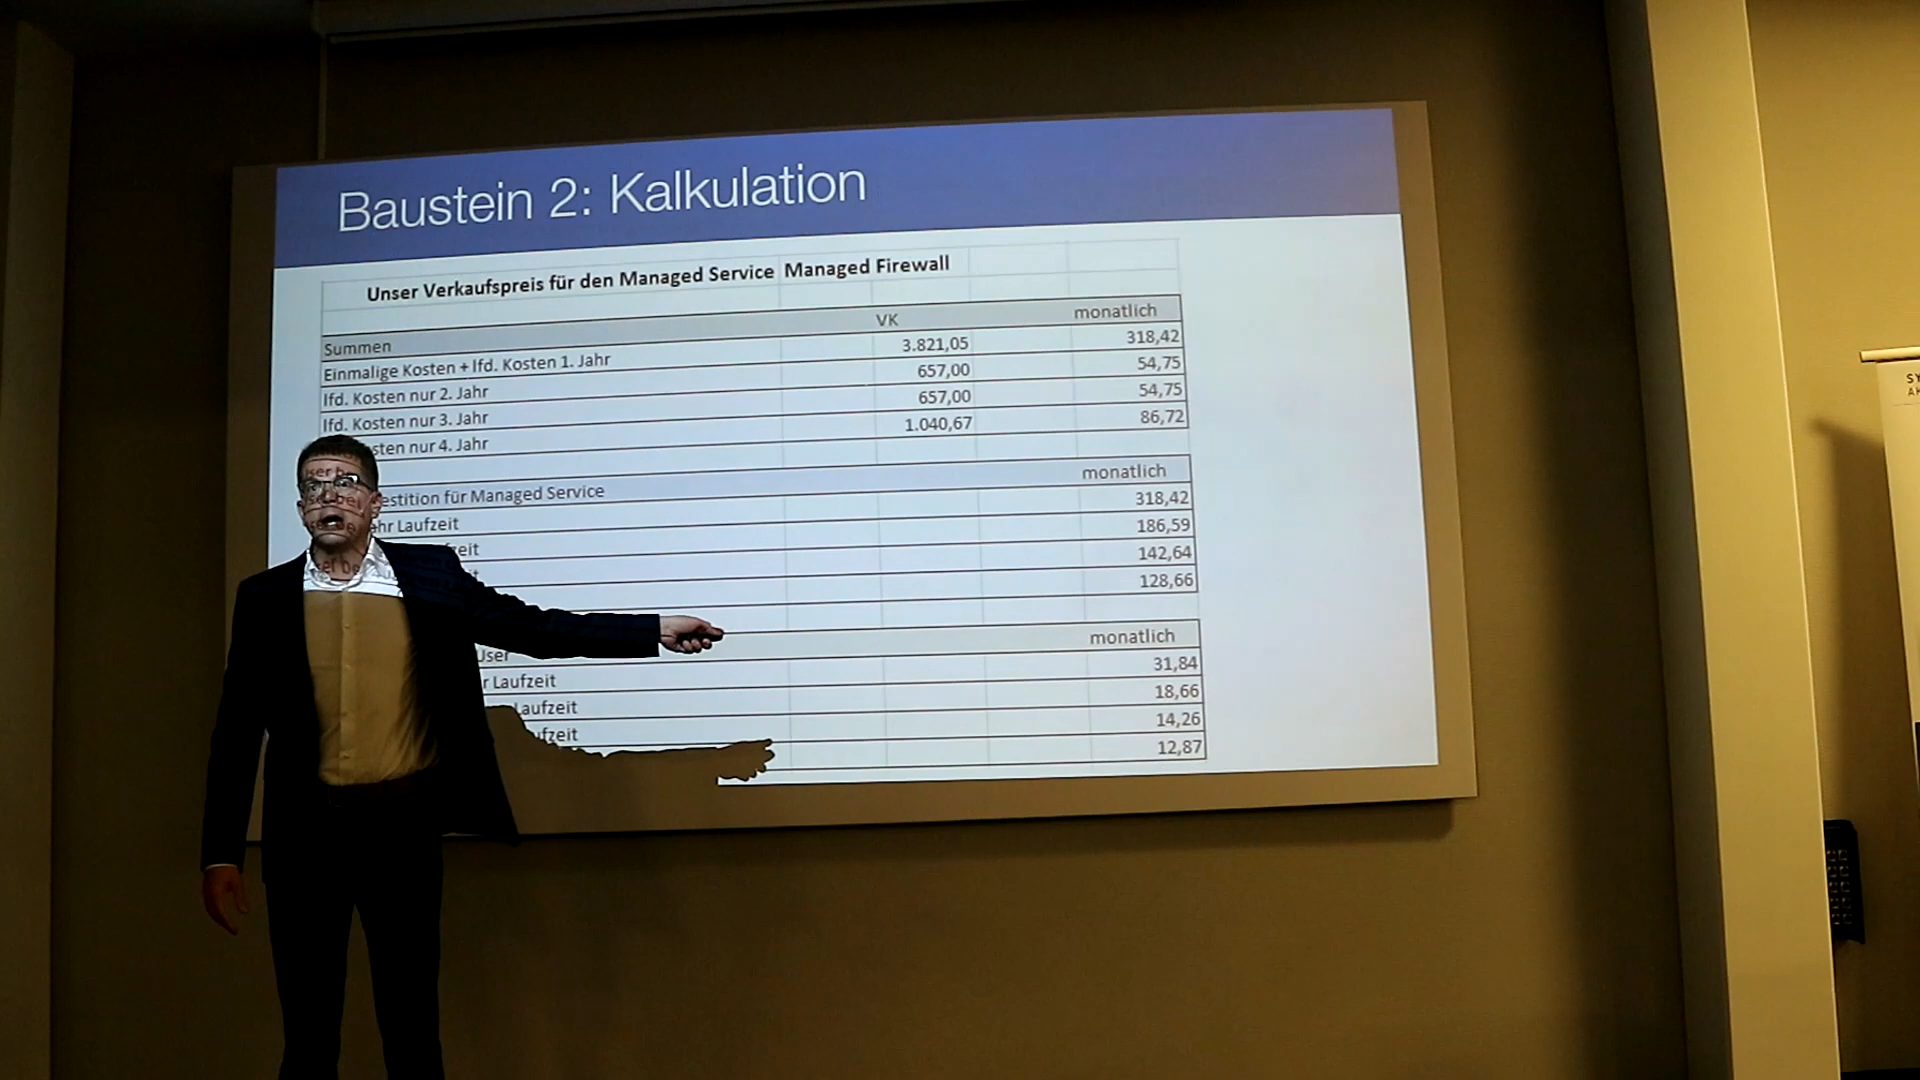 Baustein 2: Kalkulation
Unser Verkaufspreis für den Managed Service Managed Firewall
Summen VK monatlich
Einmalige Kosten + lfd. Kosten 1. Jahr 3.821,05 318,42
lfd. Kosten nur 2. Jahr 657,00 54,75
lfd. Kosten nur 3. Jahr 657,00 54,75
sten nur 4. Jahr 1.040,67 86,72
estition für Managed Service monatlich
hr Laufzeit 318,42
zeit 186,59
142,64
128,66
User monatlich
r Laufzeit 31,84
Laufzeit 18,66
ufzeit 14,26
12,87
SY